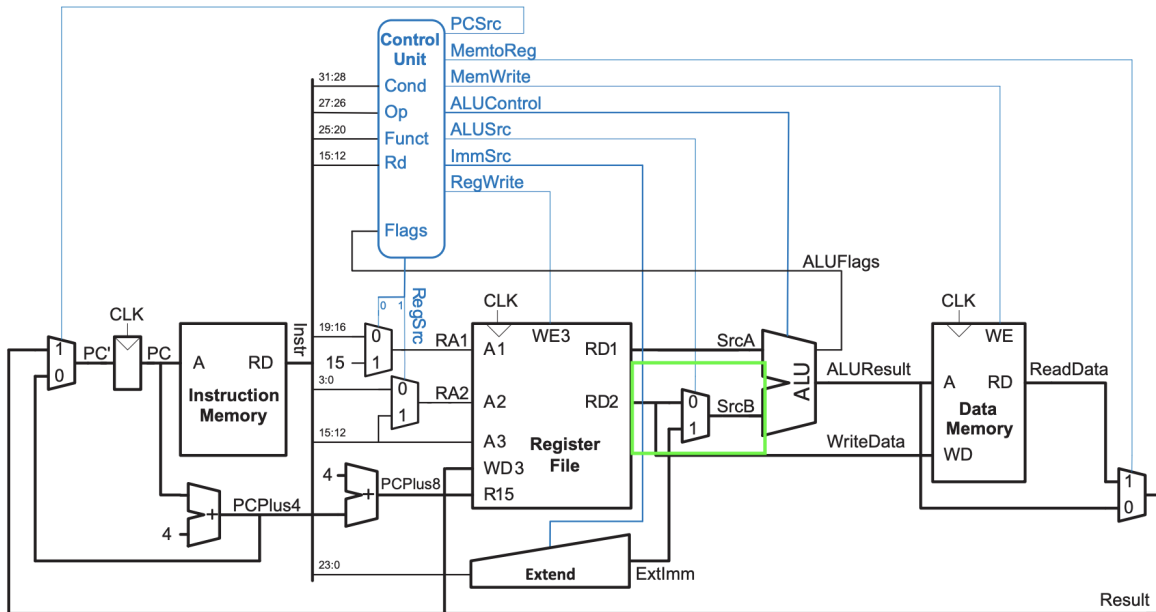 PCSrc
Control
Unit
MemtoReg
MemWrite
31:28
Cond
27:26
Op
ALUControl
25:20
Funct
ALUSrc
15:12
Rd
ImmSrc
RegWrite
Flags
ALUFlags
0 1
RegSrc
CLK
CLK
CLK
Instr
19:16
0
RA1
A1
WE3
RD1
SrcA
WE
1
0
PC'
PC
A
RD
15
1
3:0
0
1
RA2
A2
RD2
0
1
SrcB
ALU
ALUResult
A
RD
ReadData
Instruction
Memory
Data
Memory
15:12
A3
Register
File
WriteData
WD
WD3
4
+
PCPlus8
R15
1
0
4
+
PCPlus4
23:0
Extend
ExtImm
Result